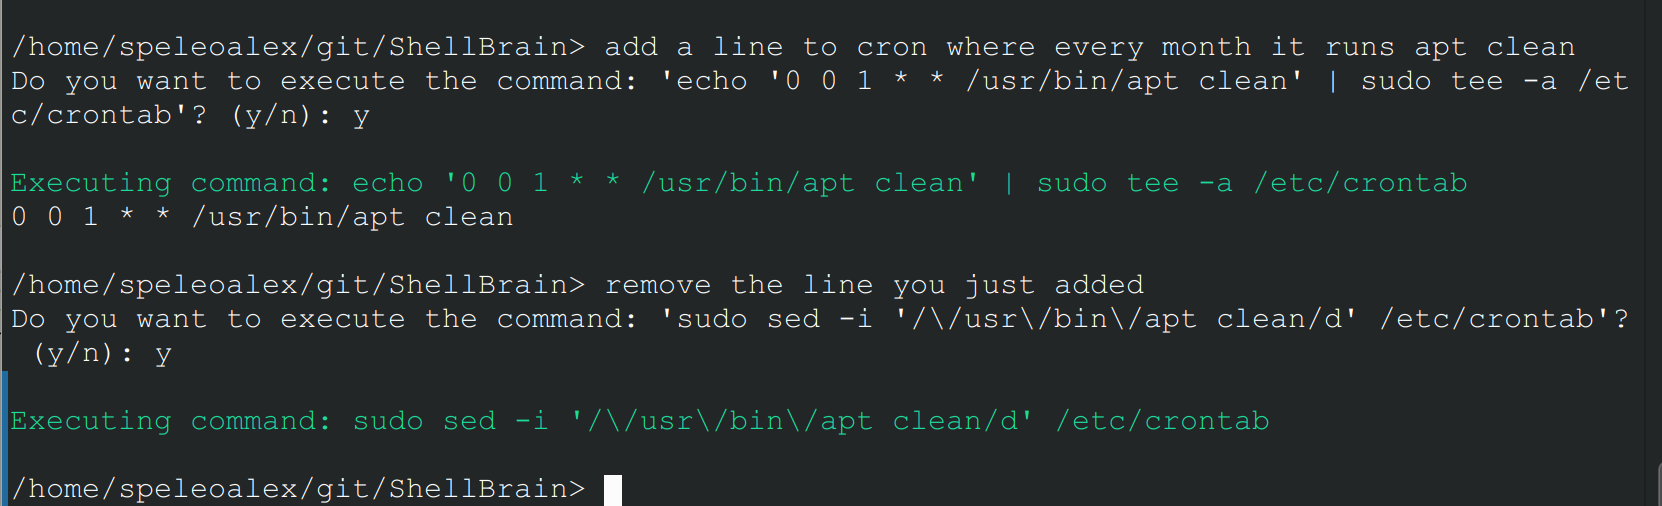 /home/speleoalex/git/ShellBrain> add a line to cron where every month it runs apt clean
Do you want to execute the command: 'echo '0 0 1 * * /usr/bin/apt clean' | sudo tee -a /et
c/crontab'? (y/n): y
Executing command: echo '0 0 1 * * /usr/bin/apt clean' | sudo tee -a /etc/crontab
0 0 1 * * /usr/bin/apt clean
/home/speleoalex/git/ShellBrain> remove the line you just added
Do you want to execute the command: 'sudo sed -i '/\/usr\/bin\/apt clean/d' /etc/crontab'?
 (y/n): y
Executing command: sudo sed -i '/\/usr\/bin\/apt clean/d' /etc/crontab
/home/speleoalex/git/ShellBrain>